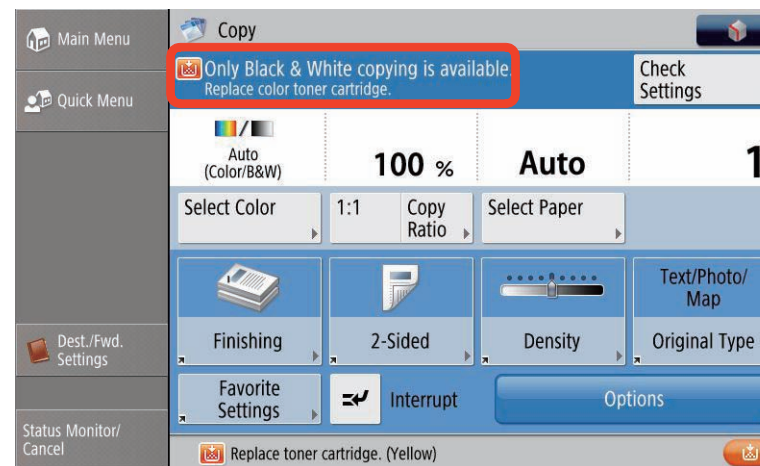 Main Menu
Quick Menu
Dest./Fwd.
Settings
Status Monitor/
Cancel
Copy
Only Black & White copying is available.
Replace color toner cartridge.
Check
Settings
Auto
(Color/B&W)
100 %
Auto
1
Select Color
1:1
Copy
Ratio
Select Paper
Finishing
2-Sided
Density
Text/Photo/
Map
Original Type
Favorite
Settings
Interrupt
Options
Replace toner cartridge. (Yellow)